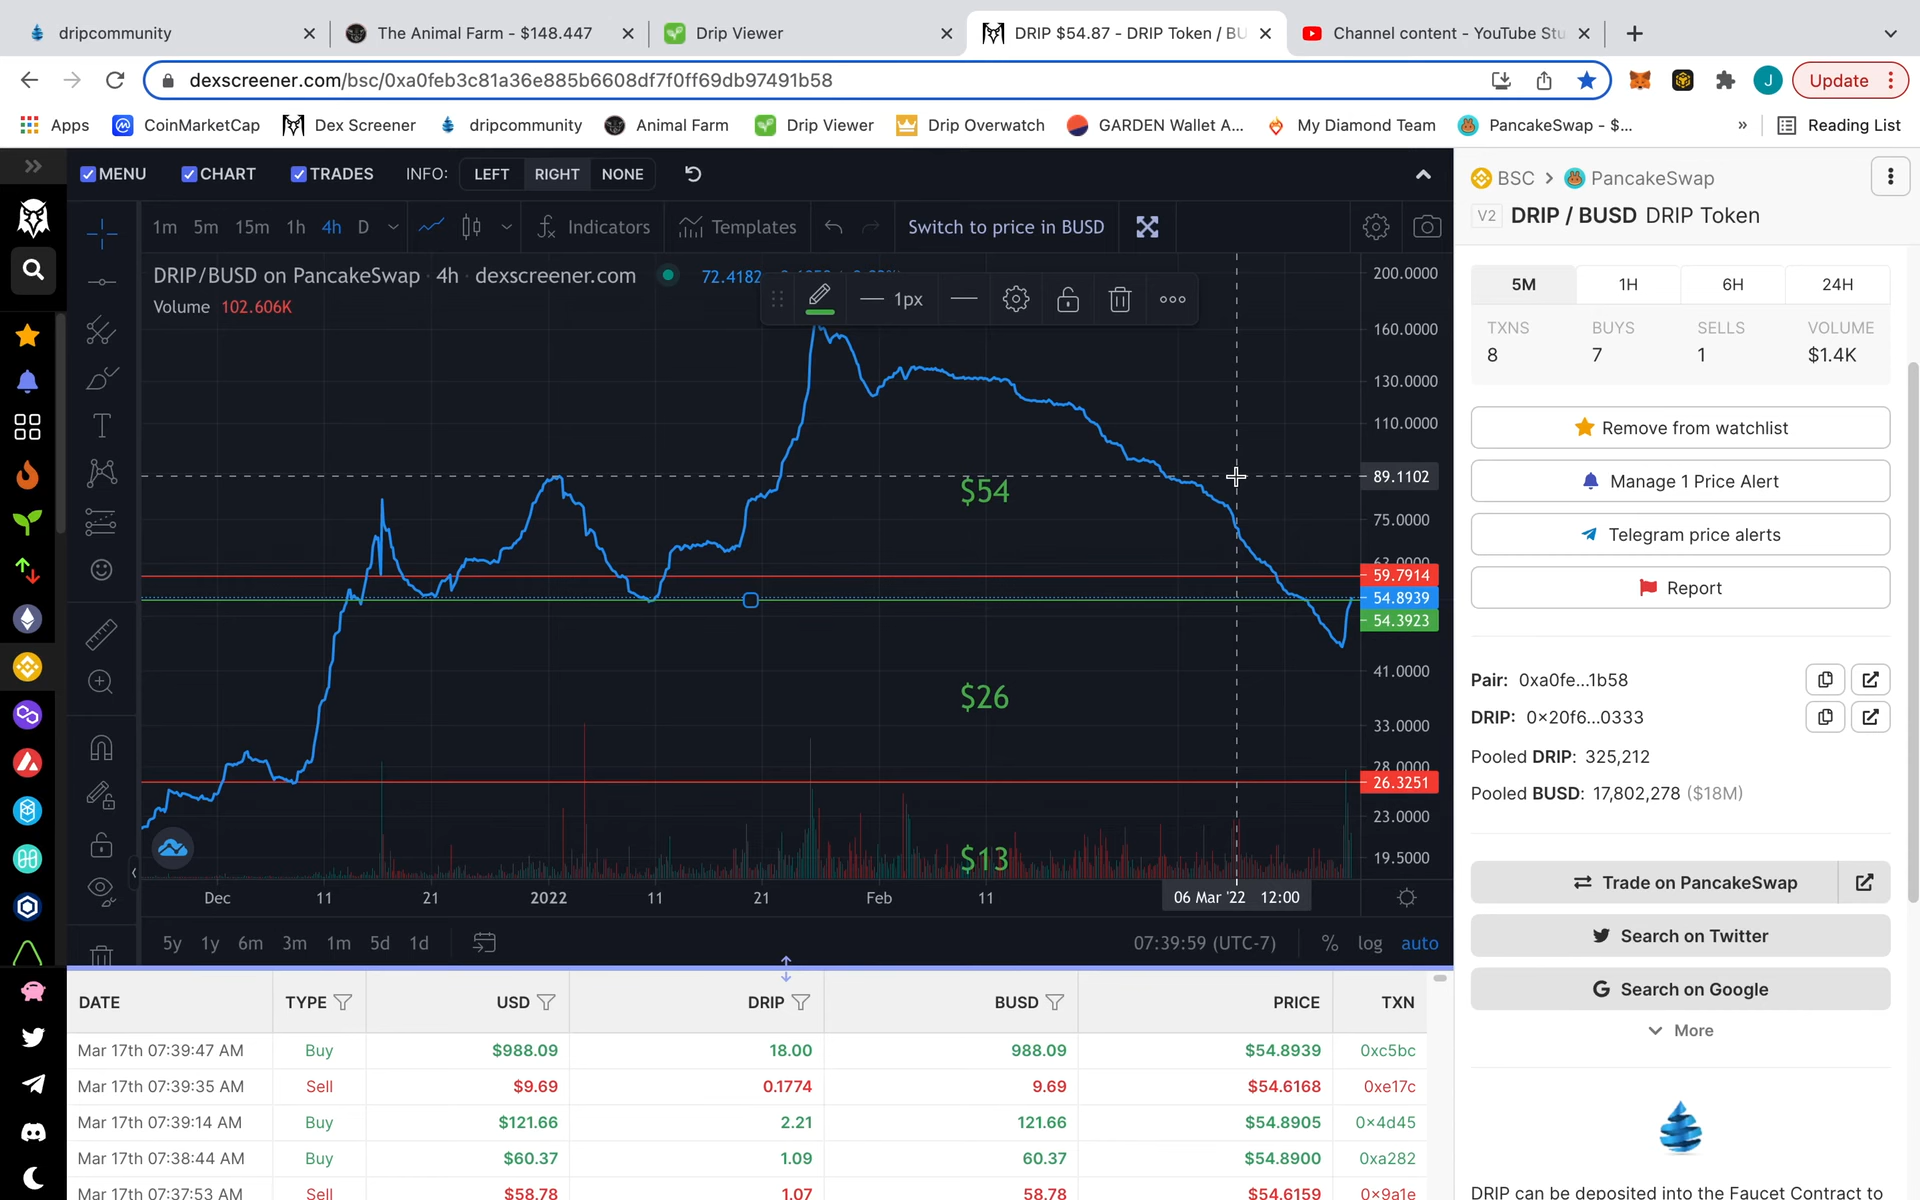 dripcommunity
The Animal Farm - $148.447
Drip Viewer
DRIP $54.87 - DRIP Token / BU
Channel content - YouTube Stu
dexscreener.com/bsc/0xa0feb3c81a36e885b6608df7f0ff69db97491b58
J
Update
Apps
CoinMarketCap
Dex Screener
dripcommunity
Animal Farm
Drip Viewer
Drip Overwatch
GARDEN Wallet A...
My Diamond Team
PancakeSwap - $...
Reading List
MENU
CHART
TRADES
INFO:
LEFT
RIGHT
NONE
1m
5m
15m
1h
4h
D
Indicators
Templates
Switch to price in BUSD
DRIP/BUSD on PancakeSwap · 4h · dexscreener.com
72.4182
Volume 102.606K
1px
200.0000
160.0000
130.0000
110.0000
89.1102
75.0000
59.7914
54.8939
54.3923
41.0000
33.0000
28.0000
26.3251
23.0000
19.5000
$54
$26
$13
Dec
11
21
2022
11
21
Feb
11
06 Mar '22 12:00
5y
1y
6m
3m
1m
5d
1d
07:39:59 (UTC-7)
%
log
auto
DATE TYPE USD DRIP BUSD PRICE TXN
Mar 17th 07:39:47 AM Buy $988.09 18.00 988.09 $54.8939 0xc5bc
Mar 17th 07:39:35 AM Sell $9.69 0.1774 9.69 $54.6168 0xe17c
Mar 17th 07:39:14 AM Buy $121.66 2.21 121.66 $54.8905 0x4d45
Mar 17th 07:38:44 AM Buy $60.37 1.09 60.37 $54.8900 0xa282
Mar 17th 07:37:53 AM Sell $58.78 1.07 58.78 $54.6159 0x9a1e
BSC > PancakeSwap
V2 DRIP / BUSD DRIP Token
5M 1H 6H 24H
TXNS BUYS SELLS VOLUME
8 7 1 $1.4K
Remove from watchlist
Manage 1 Price Alert
Telegram price alerts
Report
Pair: 0xa0fe...1b58
DRIP: 0x20f6...0333
Pooled DRIP: 325,212
Pooled BUSD: 17,802,278 ($18M)
Trade on PancakeSwap
Search on Twitter
Search on Google
More
DRIP can be deposited into the Faucet Contract to